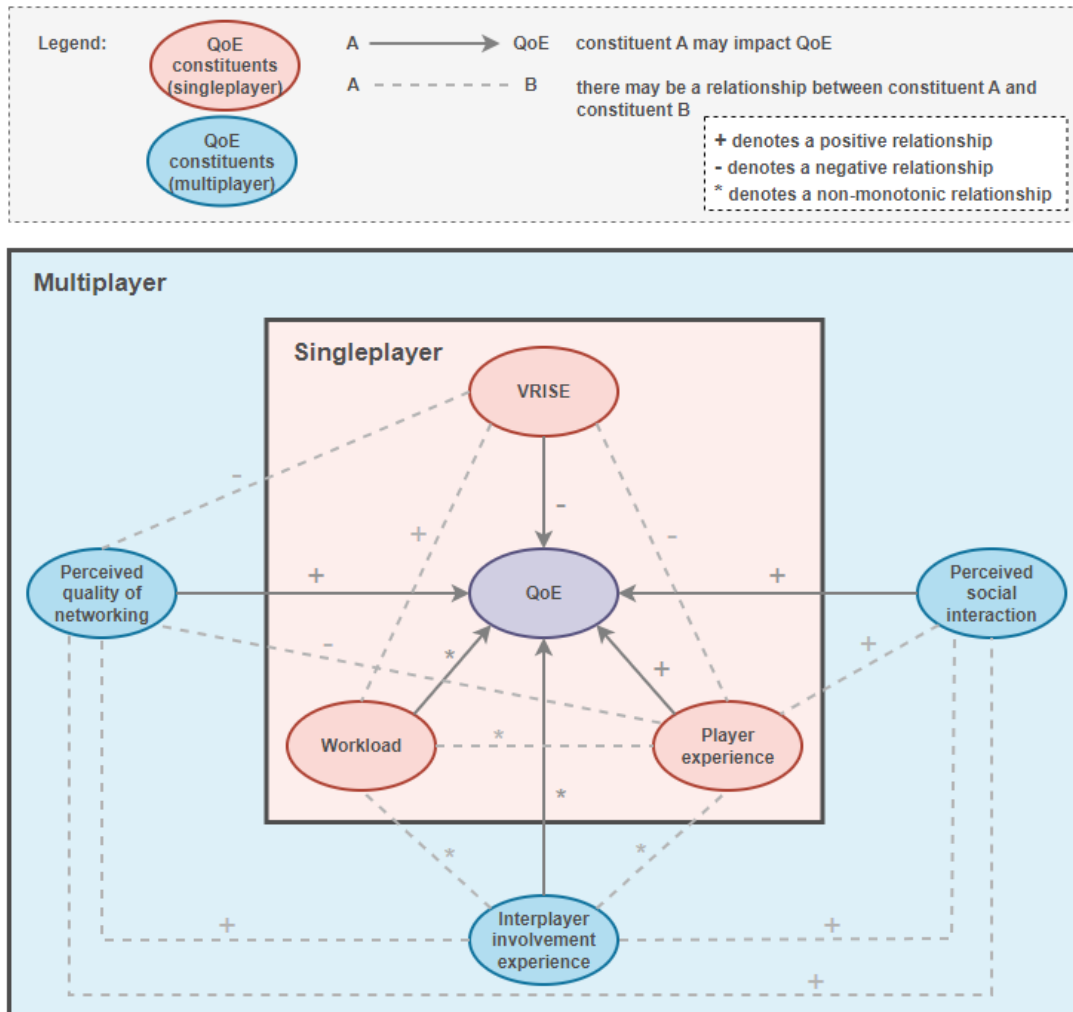 Legend:
QoE
constituents
(singleplayer)
A
QoE
constituent A may impact QoE
A
B
there may be a relationship between constituent A and
constituent B
QoE
constituents
(multiplayer)
+ denotes a positive relationship
- denotes a negative relationship
* denotes a non-monotonic relationship
Multiplayer
Singleplayer
VRISE
-
+
-
-
Perceived
quality of
networking
+
QoE
+
Perceived
social
interaction
-
*
+
+
Workload
*
Player
experience
*
*
*
Interplayer
involvement
experience
+
+
+